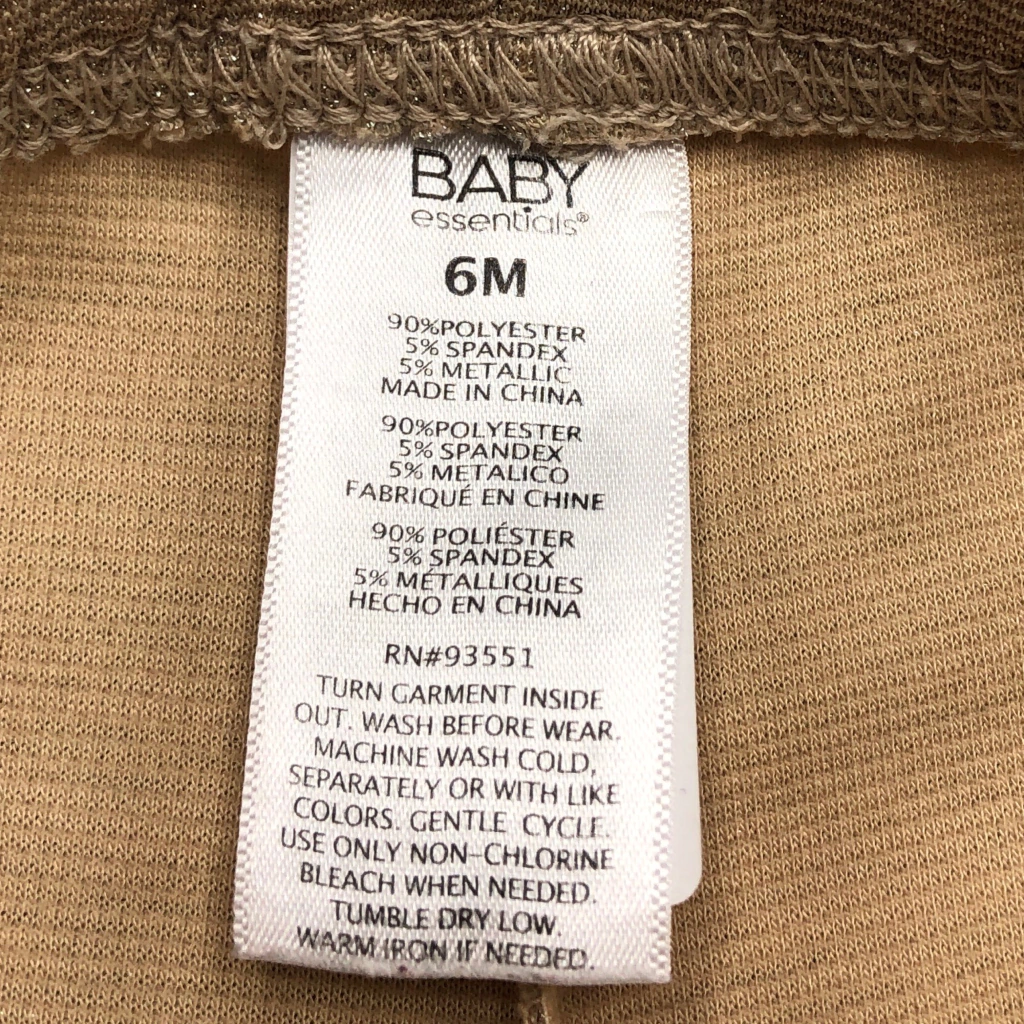 BABY
essentials®
6M
90%POLYESTER
5% SPANDEX
5% METALLIC
MADE IN CHINA
90%POLYESTER
5% SPANDEX
5% METALICO
FABRIQUÉ EN CHINE
90% POLIÉSTER
5% SPANDEX
5% MÉTALLIQUES
HECHO EN CHINA
RN#93551
TURN GARMENT INSIDE
OUT. WASH BEFORE WEAR.
MACHINE WASH COLD,
SEPARATELY OR WITH LIKE
COLORS. GENTLE CYCLE.
USE ONLY NON-CHLORINE
BLEACH WHEN NEEDED.
TUMBLE DRY LOW.
WARM IRON IF NEEDED.